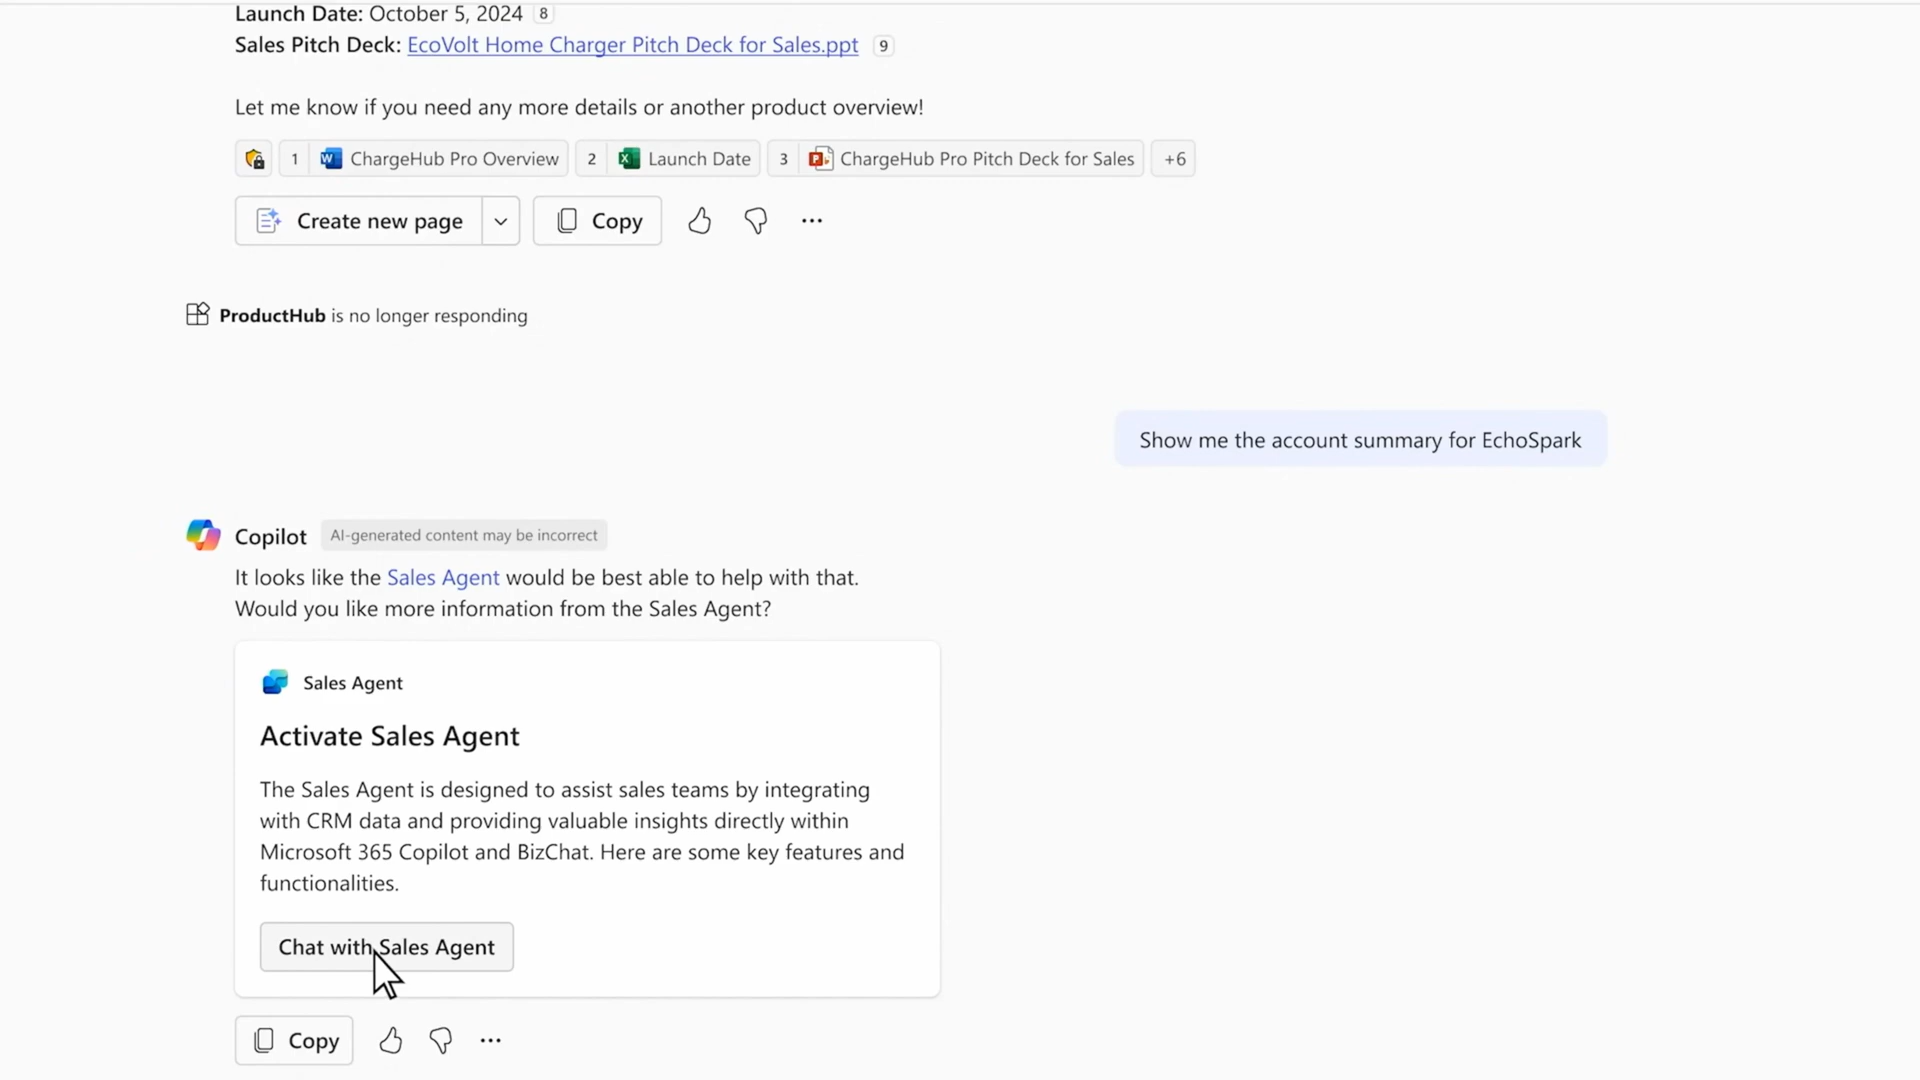 Launch Date: October 5, 2024 8
Sales Pitch Deck: EcoVolt Home Charger Pitch Deck for Sales.ppt 9
Let me know if you need any more details or another product overview!
1 ChargeHub Pro Overview 2 Launch Date 3 ChargeHub Pro Pitch Deck for Sales +6
Create new page Copy
ProductHub is no longer responding
Show me the account summary for EchoSpark
Copilot AI-generated content may be incorrect
It looks like the Sales Agent would be best able to help with that.
Would you like more information from the Sales Agent?
Sales Agent
Activate Sales Agent
The Sales Agent is designed to assist sales teams by integrating
with CRM data and providing valuable insights directly within
Microsoft 365 Copilot and BizChat. Here are some key features and
functionalities.
Chat with Sales Agent
Copy